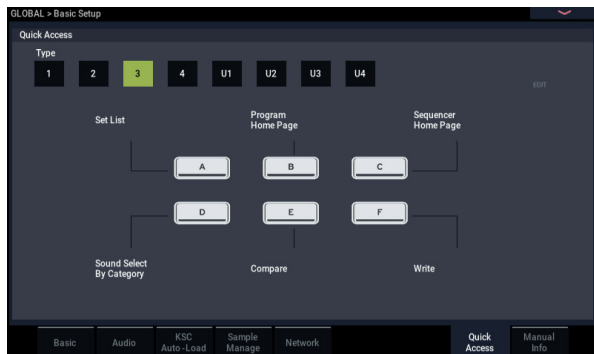 GLOBAL > Basic Setup
Quick Access
Type
1 2 3 4 U1 U2 U3 U4
EDIT
Set List
Program
Home Page
Sequencer
Home Page
A B C
D E F
Sound Select
By Category
Compare
Write
Basic
Audio
KSC
Auto-Load
Sample
Manage
Network
Quick
Access
Manual
Info